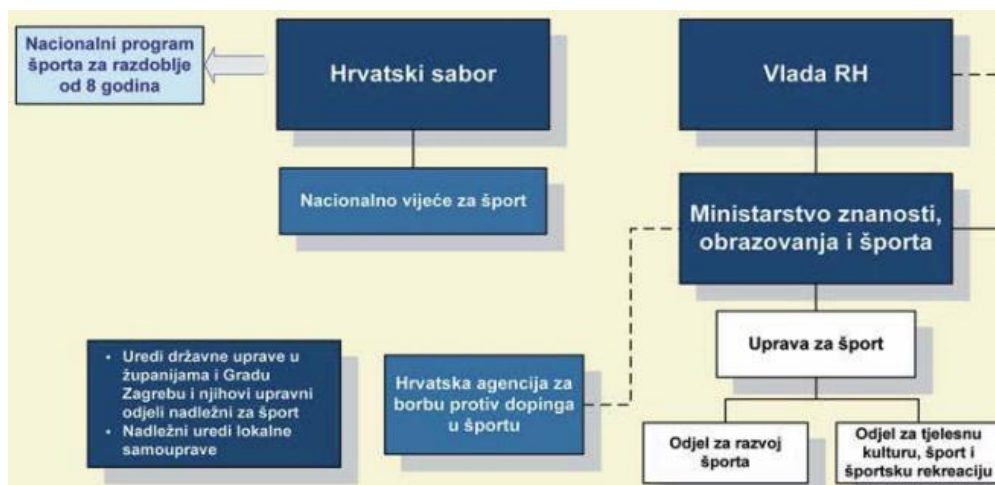 Nacionalni program
športa za razdoblje
od 8 godina
Hrvatski sabor
Vlada RH
Nacionalno vijeće za šport
Ministarstvo znanosti,
obrazovanja i športa
Uprava za šport
• Uredi državne uprave u
županijama i Gradu
Zagrebu i njihovi upravni
odjeli nadležni za šport
• Nadležni uredi lokalne
samouprave
Hrvatska agencija za
borbu protiv dopinga
u športu
Odjel za razvoj
športa
Odjel za tjelesnu
kulturu, šport i
športsku rekreaciju